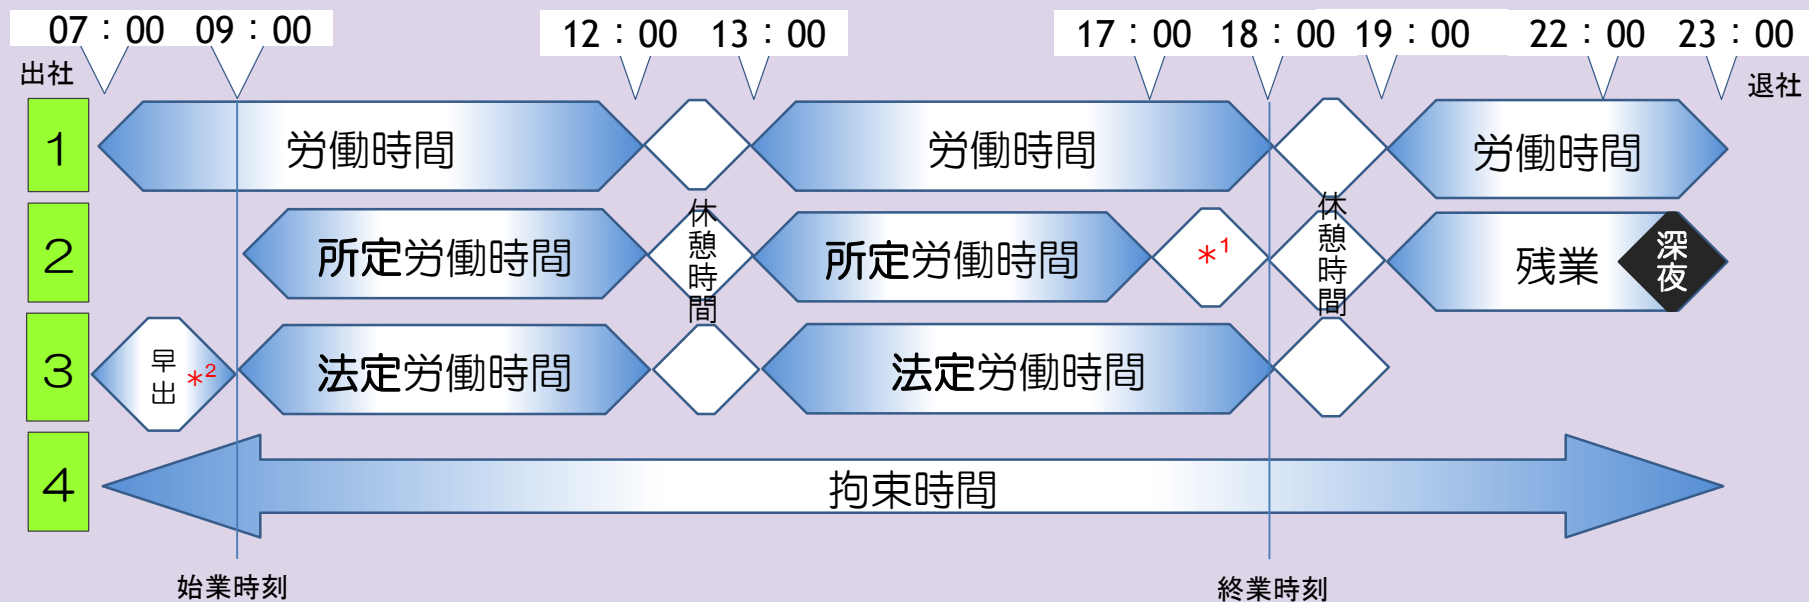 07：00 09：00 12：00 13：00 17：00 18：00 19：00 22：00 23：00
出社
退社
1 労働時間 労働時間 労働時間
2 所定労働時間 休憩時間 所定労働時間 *1 休憩時間 残業 深夜
3 早出 *2 法定労働時間 法定労働時間
4 拘束時間
始業時刻 終業時刻